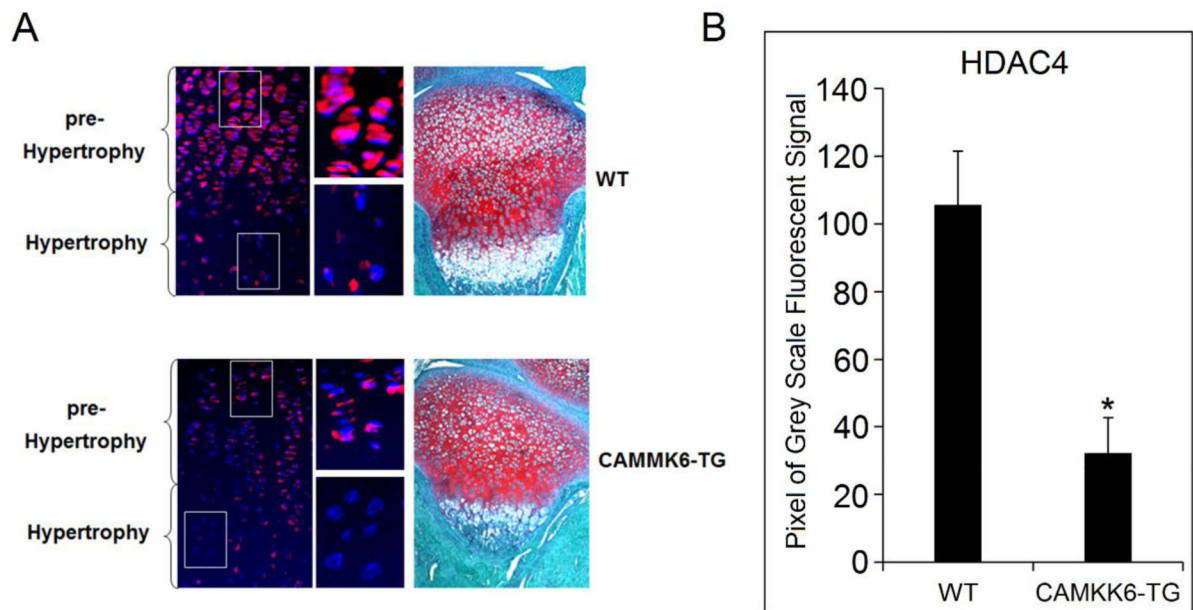 A
pre-
Hypertrophy
Hypertrophy
WT
pre-
Hypertrophy
Hypertrophy
CAMMK6-TG
B
HDAC4
Pixel of Grey Scale Fluorescent Signal
140
120
100
80
60
40
20
0
*
WT
CAMKK6-TG